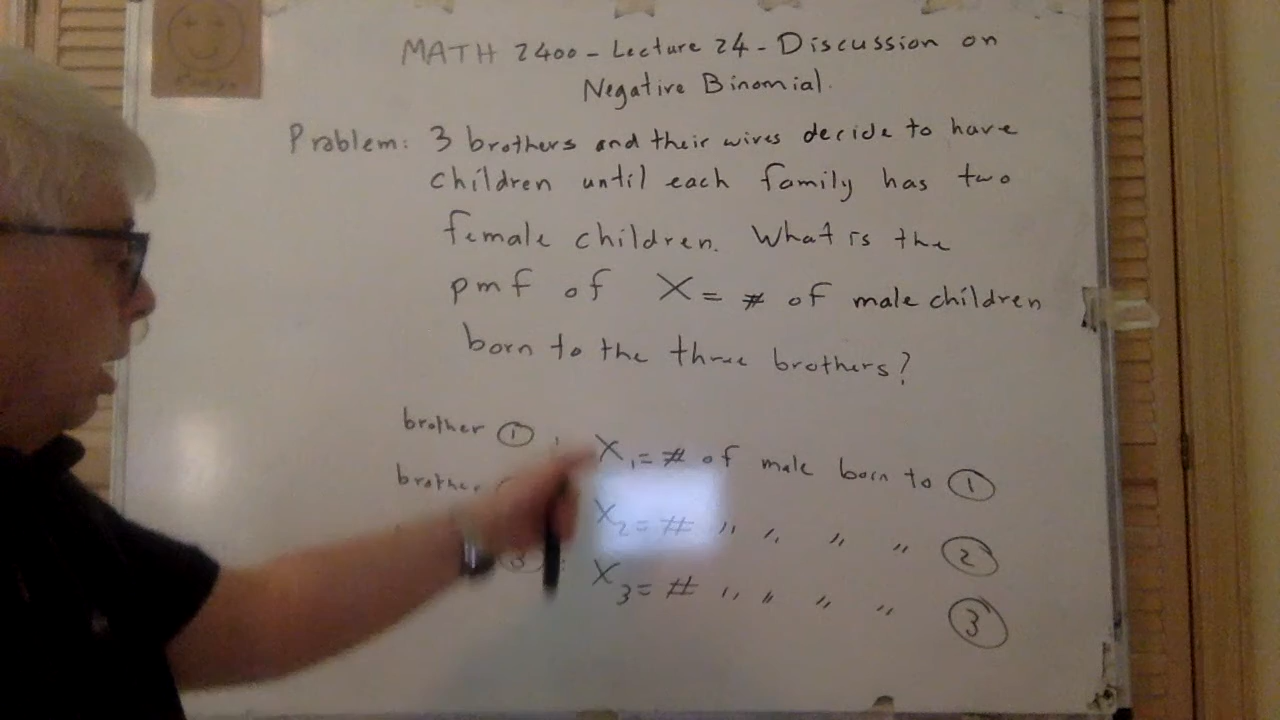 MATH 2400 - Lecture 24 - Discussion on
Negative Binomial.
Problem: 3 brothers and their wives decide to have
children until each family has two
female children. What is the
pmf of X = # of male children
born to the three brothers?
brother ① : X₁ = # of male born to ①
brother X₂ = # " " " " ②
③ : X₃ = # " " " " ③